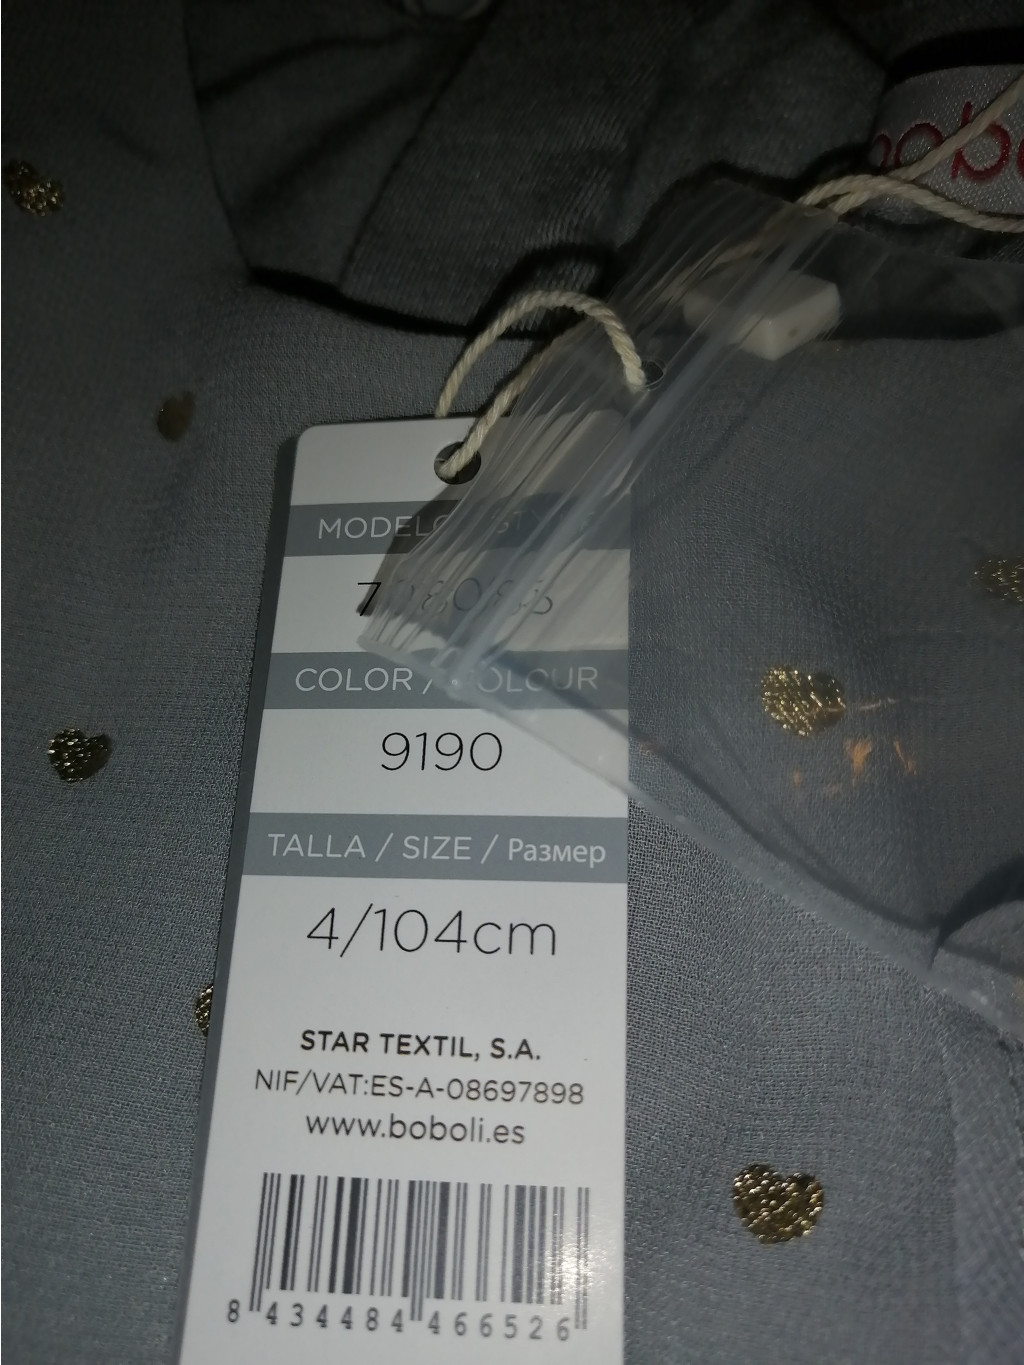 MODELO
COLOR / COLOUR
9190
TALLA / SIZE / Размер
4/104cm
STAR TEXTIL, S.A.
NIF/VAT:ES-A-08697898
www.boboli.es
8 434484 466526